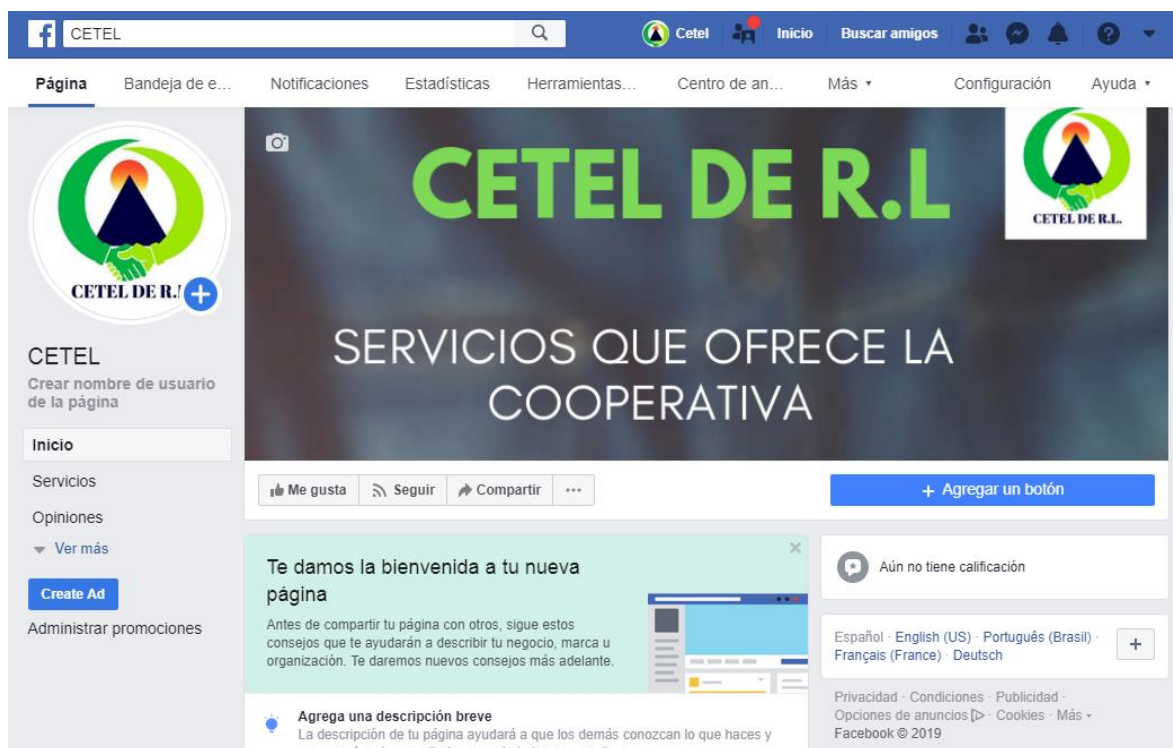 CETEL
Cetel
Inicio
Buscar amigos
Página
Bandeja de e...
Notificaciones
Estadísticas
Herramientas...
Centro de an...
Más
Configuración
Ayuda
CETEL DE R.L
CETEL DE R.L.
CETEL DE R.
SERVICIOS QUE OFRECE LA
COOPERATIVA
CETEL
Crear nombre de usuario
de la página
Inicio
Servicios
Opiniones
Ver más
Create Ad
Administrar promociones
Me gusta
Seguir
Compartir
...
+ Agregar un botón
Te damos la bienvenida a tu nueva
página
Antes de compartir tu página con otros, sigue estos
consejos que te ayudarán a describir tu negocio, marca u
organización. Te daremos nuevos consejos más adelante.
Agrega una descripción breve
La descripción de tu página ayudará a que los demás conozcan lo que haces y
Aún no tiene calificación
Español · English (US) · Português (Brasil) ·
Français (France) · Deutsch
Privacidad · Condiciones · Publicidad ·
Opciones de anuncios · Cookies · Más
Facebook © 2019